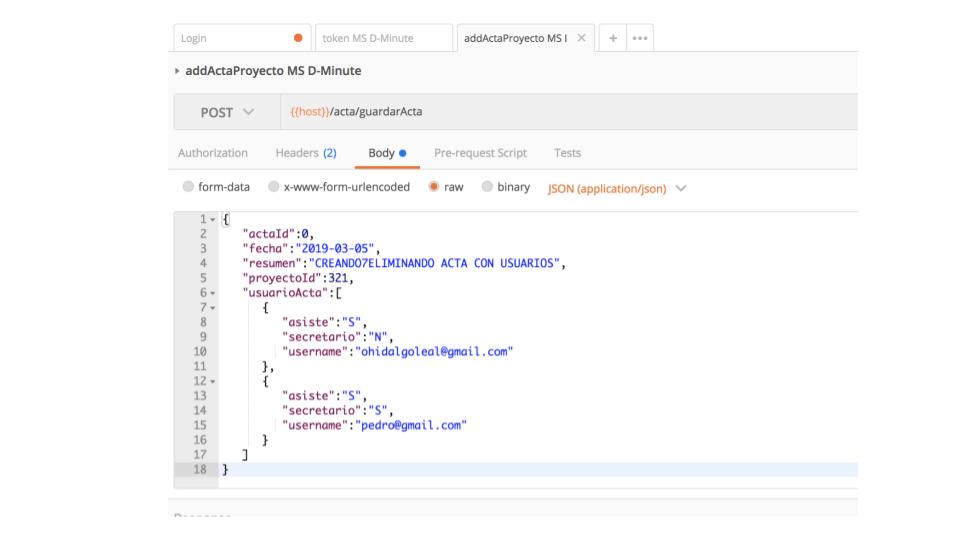 Login
token MS D-Minute
addActaProyecto MS I
addActaProyecto MS D-Minute
POST {{host}}/acta/guardarActa
Authorization Headers (2) Body Pre-request Script Tests
form-data x-www-form-urlencoded raw binary JSON (application/json)
1 {
2 "actaId":0,
3 "fecha":"2019-03-05",
4 "resumen":"CREANDO7ELIMINANDO ACTA CON USUARIOS",
5 "proyectoId":321,
6 "usuarioActa":[
7 {
8 "asiste":"S",
9 "secretario":"N",
10 "username":"ohidalgoleal@gmail.com"
11 },
12 {
13 "asiste":"S",
14 "secretario":"S",
15 "username":"pedro@gmail.com"
16 }
17 ]
18 }